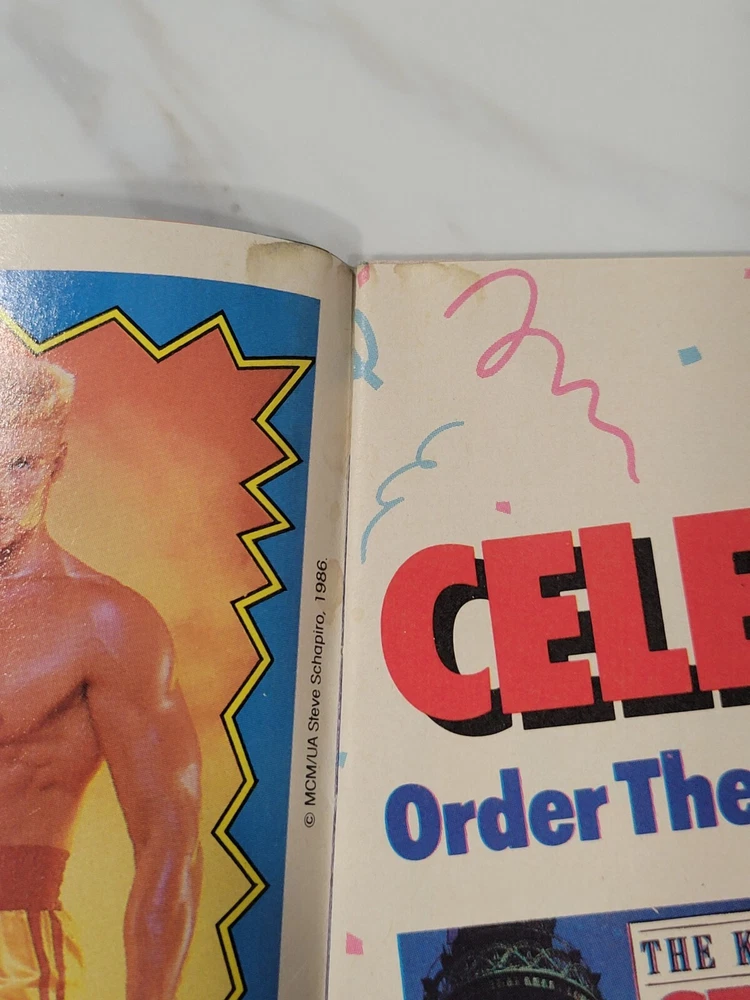 © MCM/UA Steve Schapiro, 1986.
CELE
Order The
THE K